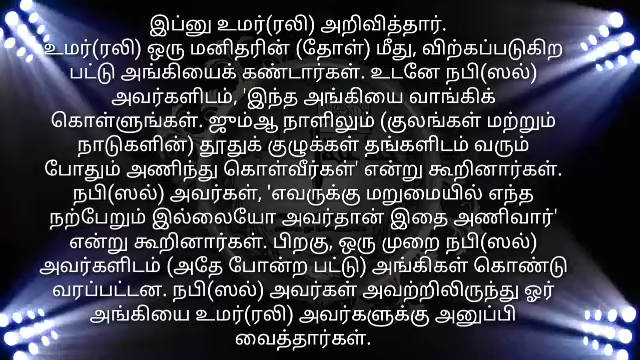 இப்னு உமர்(ரலி) அறிவித்தார்.
உமர்(ரலி) ஒரு மனிதரின் (தோள்) மீது, விற்கப்படுகிற
பட்டு அங்கியைக் கண்டார்கள். உடனே நபி(ஸல்)
அவர்களிடம், 'இந்த அங்கியை வாங்கிக்
கொள்ளுங்கள். ஜும்ஆ நாளிலும் (குலங்கள் மற்றும்
நாடுகளின்) தூதுக் குழுக்கள் தங்களிடம் வரும்
போதும் அணிந்து கொள்வீர்கள்' என்று கூறினார்கள்.
நபி(ஸல்) அவர்கள், 'எவருக்கு மறுமையில் எந்த
நற்பேறும் இல்லையோ அவர்தான் இதை அணிவார்'
என்று கூறினார்கள். பிறகு, ஒரு முறை நபி(ஸல்)
அவர்களிடம் (அதே போன்ற பட்டு) அங்கிகள் கொண்டு
வரப்பட்டன. நபி(ஸல்) அவர்கள் அவற்றிலிருந்து ஓர்
அங்கியை உமர்(ரலி) அவர்களுக்கு அனுப்பி
வைத்தார்கள்.